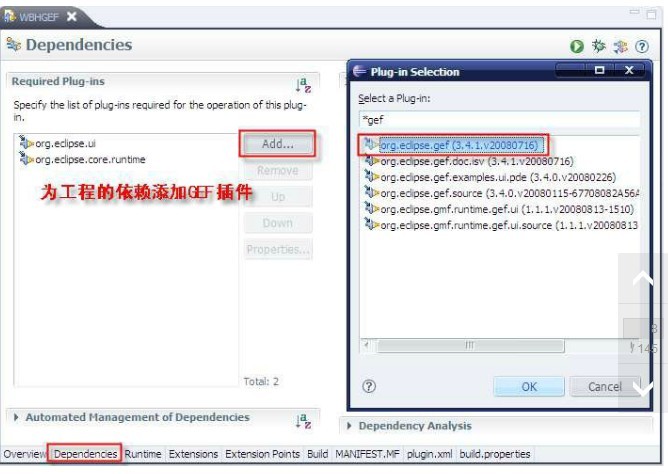 WBHGEF
Dependencies
Required Plug-ins
Specify the list of plug-ins required for the operation of this plug-
in.
org.eclipse.ui
org.eclipse.core.runtime
为工程的依赖添加GEF插件
Add...
Remove
Up
Down
Properties...
Total: 2
Plug-in Selection
Select a Plug-in:
*gef
org.eclipse.gef (3.4.1.v20080716)
org.eclipse.gef.doc.isv (3.4.1.v20080716)
org.eclipse.gef.examples.ui.pde (3.4.0.v20080226)
org.eclipse.gef.source (3.4.0.v20080115-67708082A56A
org.eclipse.gmf.runtime.gef.ui (1.1.1.v20080813-1510)
org.eclipse.gmf.runtime.gef.ui.source (1.1.1.v20080813
OK
Cancel
Automated Management of Dependencies
Dependency Analysis
Overview Dependencies Runtime Extensions Extension Points Build MANIFEST.MF plugin.xml build.properties